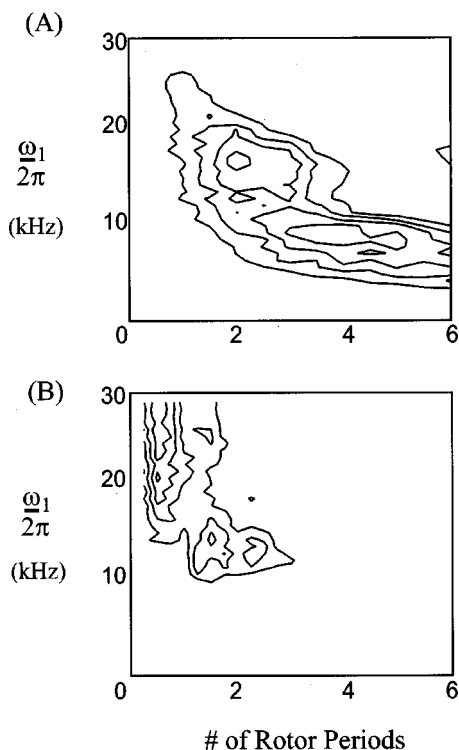 (A)
30
20
ω1
2π
(kHz)
10
0
2
4
6
(B)
30
20
ω1
2π
(kHz)
10
0
2
4
6
# of Rotor Periods